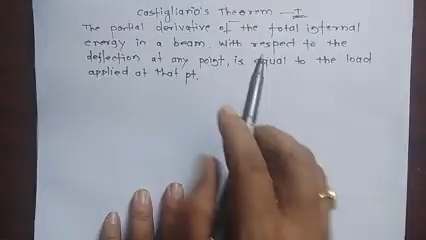 Castigliano's Theorem - I
The partial derivative of the total internal
energy in a beam. With respect to the
deflection at any point, is equal to the load
applied at that pt.